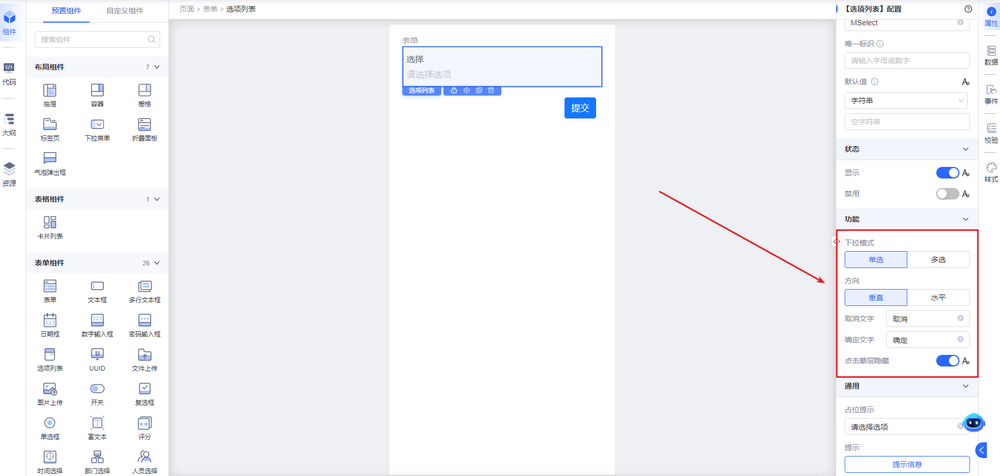 组件
代码
大纲
资源
预置组件
自定义组件
搜索组件
布局组件 7
抽屉 容器 栅格
标签页 下拉菜单 折叠面板
气泡弹出框
表格组件 1
卡片列表
表单组件 26
表单 文本框 多行文本框
日期框 数字输入框 密码输入框
选项列表 UUID 文件上传
图片上传 开关 复选框
单选框 富文本 评分
时间选择 部门选择 人员选择
页面 > 表单 > 选项列表
表单
选择
请选择选项
选项列表
提交
【选项列表】配置
MSelect
唯一标识
请输入字母或数字
默认值
字符串
空字符串
状态
显示
禁用
功能
下拉模式
单选 多选
方向
垂直 水平
取消文字 取消
确定文字 确定
点击蒙层隐藏
通用
占位提示
请选择选项
提示
提示信息
属性
数据
事件
校验
样式